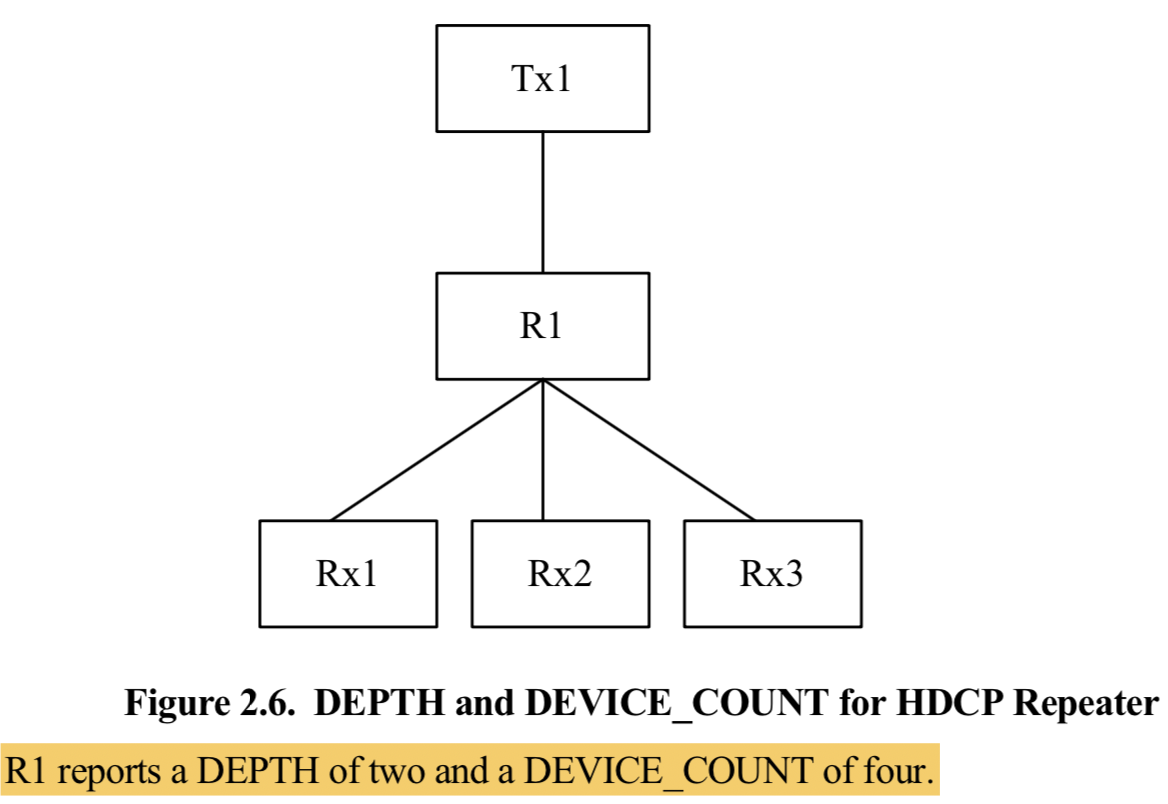 Tx1
R1
Rx1 Rx2 Rx3
Figure 2.6. DEPTH and DEVICE_COUNT for HDCP Repeater
R1 reports a DEPTH of two and a DEVICE_COUNT of four.